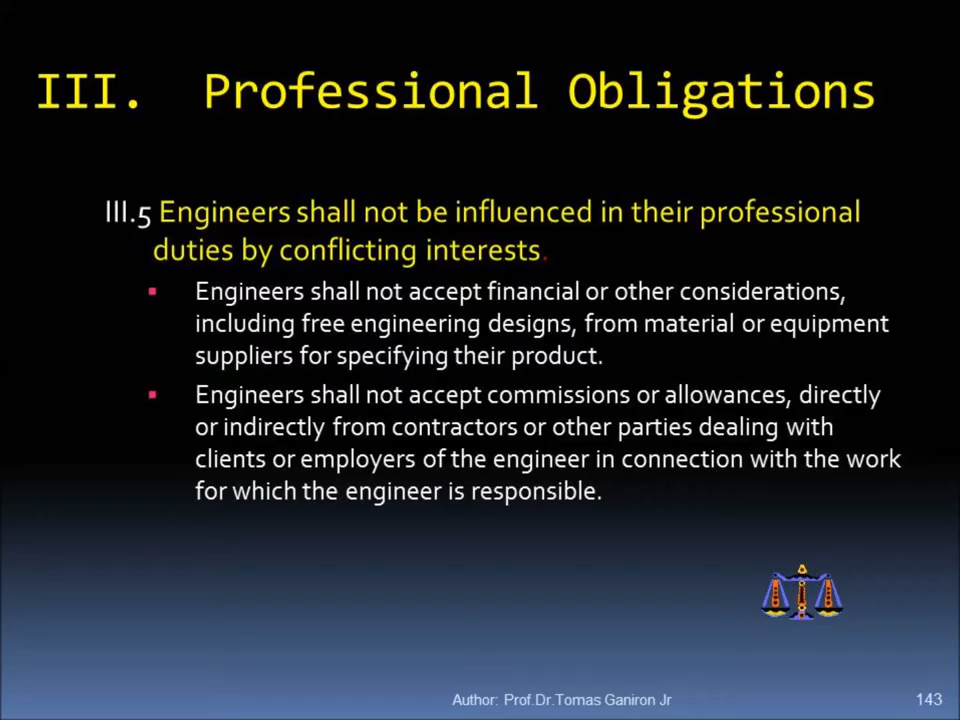 III. Professional Obligations
III.5 Engineers shall not be influenced in their professional
duties by conflicting interests.
▪ Engineers shall not accept financial or other considerations,
including free engineering designs, from material or equipment
suppliers for specifying their product.
▪ Engineers shall not accept commissions or allowances, directly
or indirectly from contractors or other parties dealing with
clients or employers of the engineer in connection with the work
for which the engineer is responsible.
Author: Prof.Dr.Tomas Ganiron Jr
143